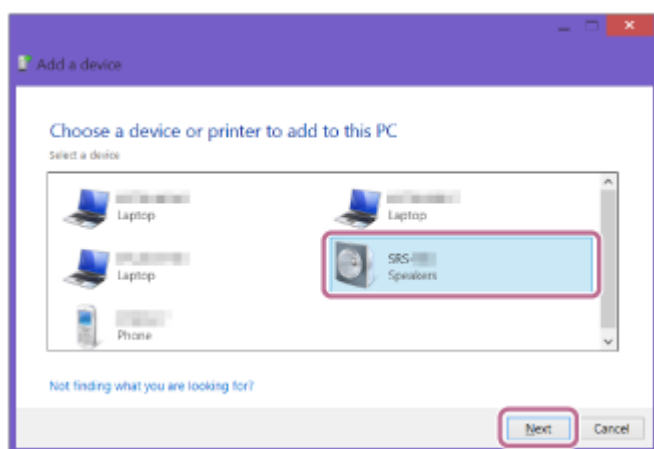 Add a device
Choose a device or printer to add to this PC
Select a device
Laptop
Laptop
Laptop
SRS-
Speakers
Phone
Not finding what you are looking for?
Next
Cancel